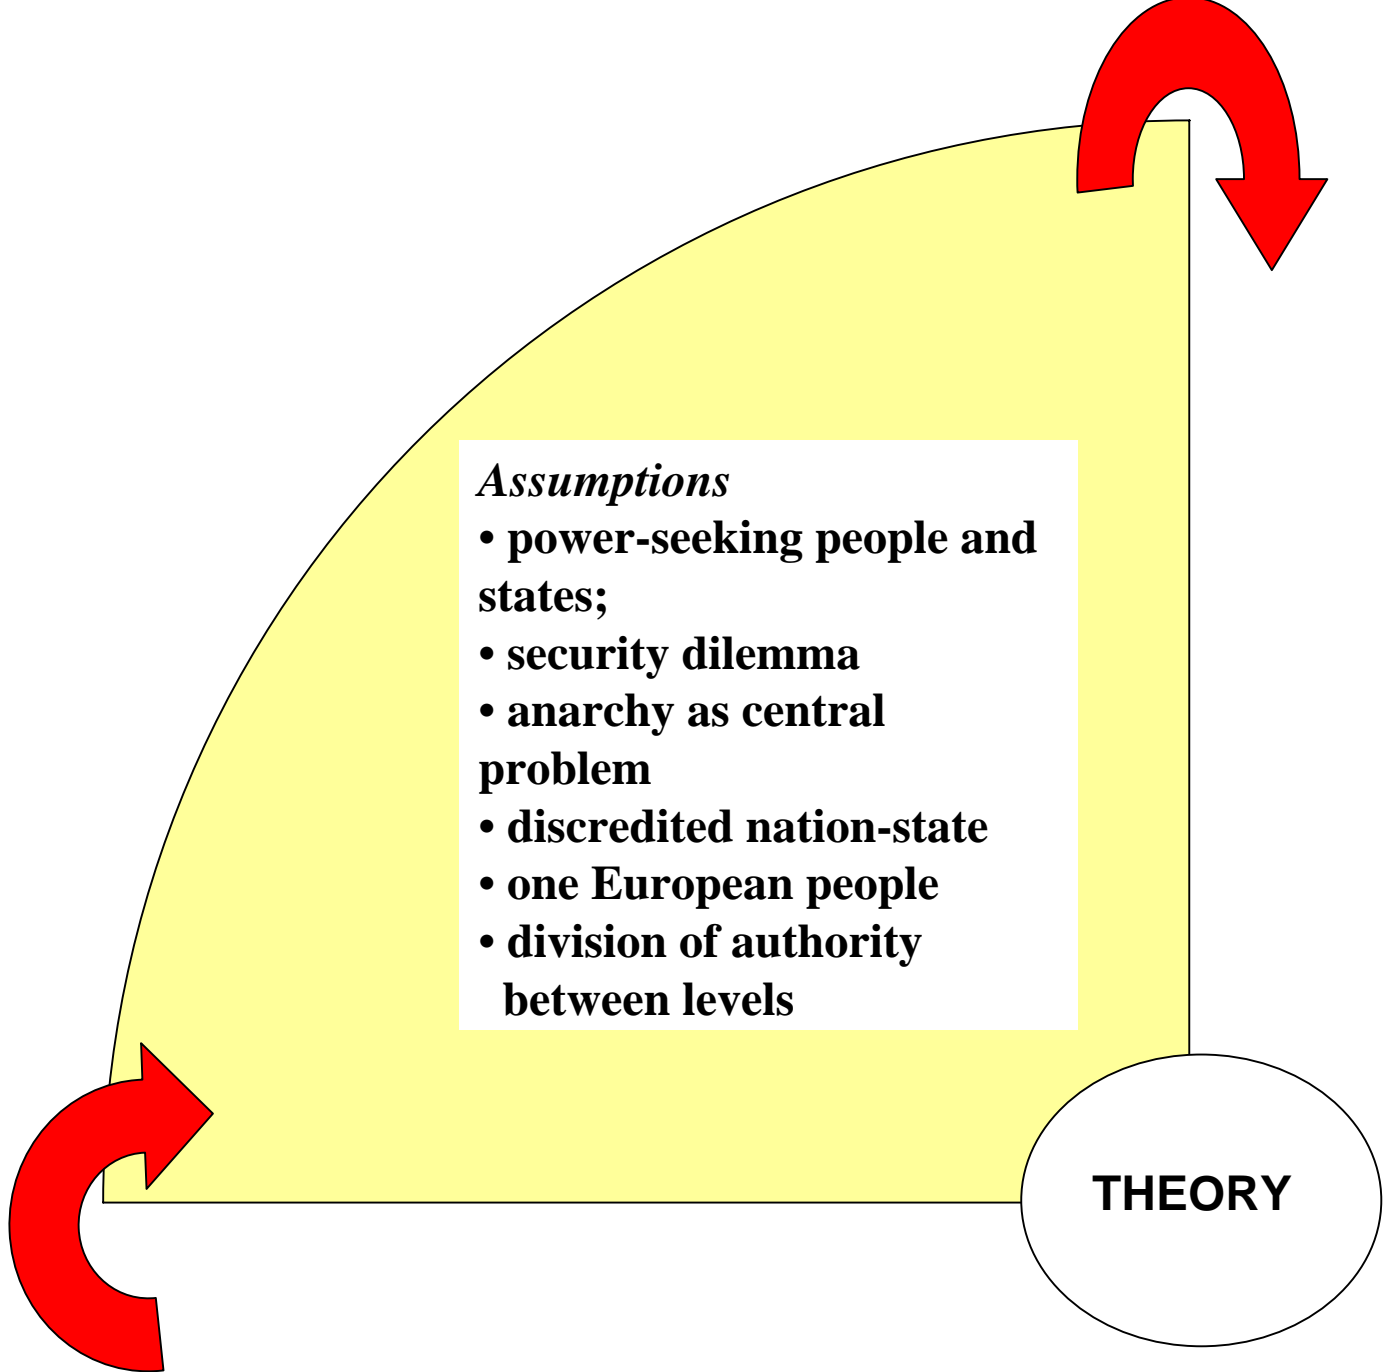 Assumptions
• power-seeking people and
states;
• security dilemma
• anarchy as central
problem
• discredited nation-state
• one European people
• division of authority
between levels
THEORY